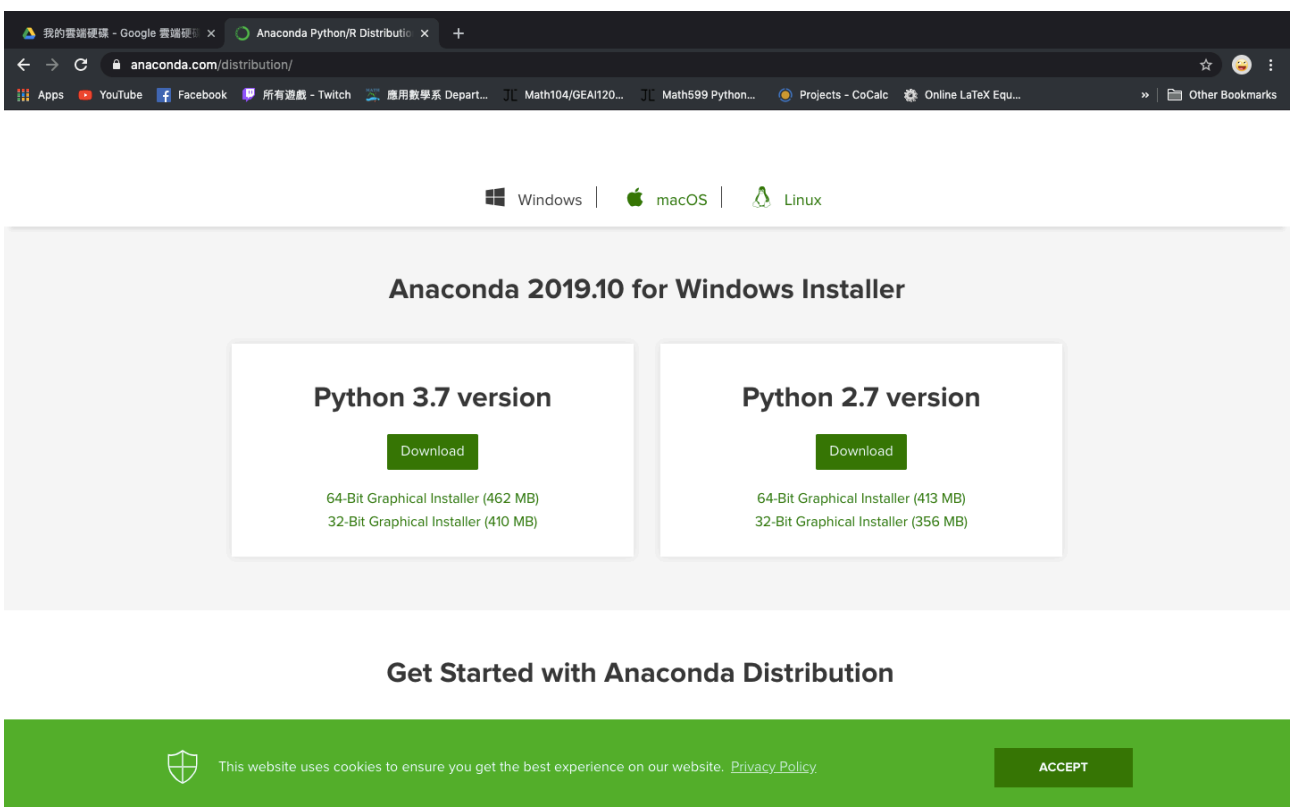 我的雲端硬碟 - Google 雲端硬
Anaconda Python/R Distributio
anaconda.com/distribution/
Apps YouTube Facebook 所有遊戲 - Twitch 應用數學系 Depart... Math104/GEAI120... Math599 Python... Projects - CoCalc Online LaTeX Equ... » Other Bookmarks
Windows macOS Linux
Anaconda 2019.10 for Windows Installer
Python 3.7 version
Download
64-Bit Graphical Installer (462 MB)
32-Bit Graphical Installer (410 MB)
Python 2.7 version
Download
64-Bit Graphical Installer (413 MB)
32-Bit Graphical Installer (356 MB)
Get Started with Anaconda Distribution
This website uses cookies to ensure you get the best experience on our website. Privacy Policy
ACCEPT